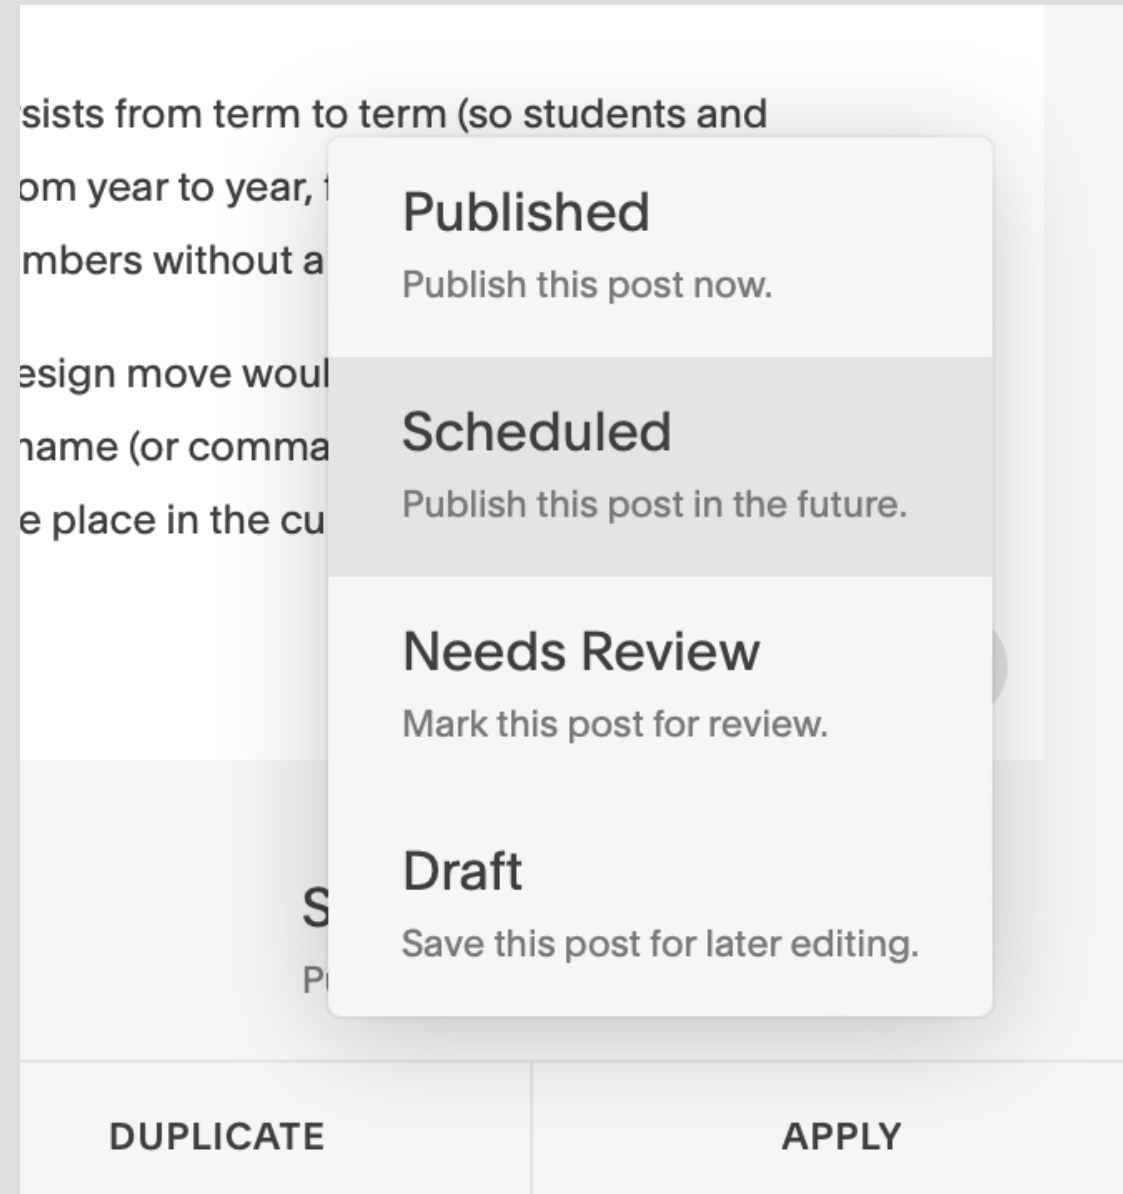 sists from term to term (so students and
om year to year,
mbers without a
esign move woul
name (or comma
e place in the cu
Published
Publish this post now.
Scheduled
Publish this post in the future.
Needs Review
Mark this post for review.
Draft
Save this post for later editing.
S
P
DUPLICATE
APPLY